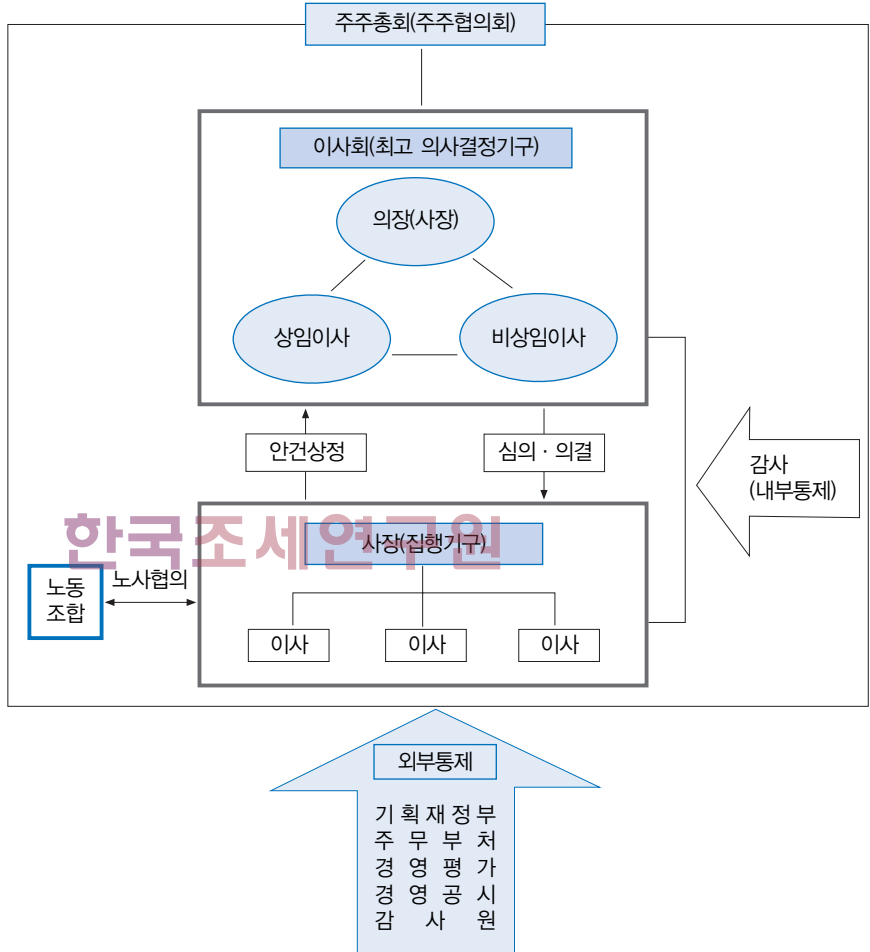 주주총회(주주협의회)
이사회(최고 의사결정기구)
의장(사장)
상임이사
비상임이사
안건상정
심의 · 의결
감사
(내부통제)
한국조세연구원
사장(집행기구)
노동
조합
노사협의
이사
이사
이사
외부통제
기획재정부
주무부처
경영평가
경영공시
감사원